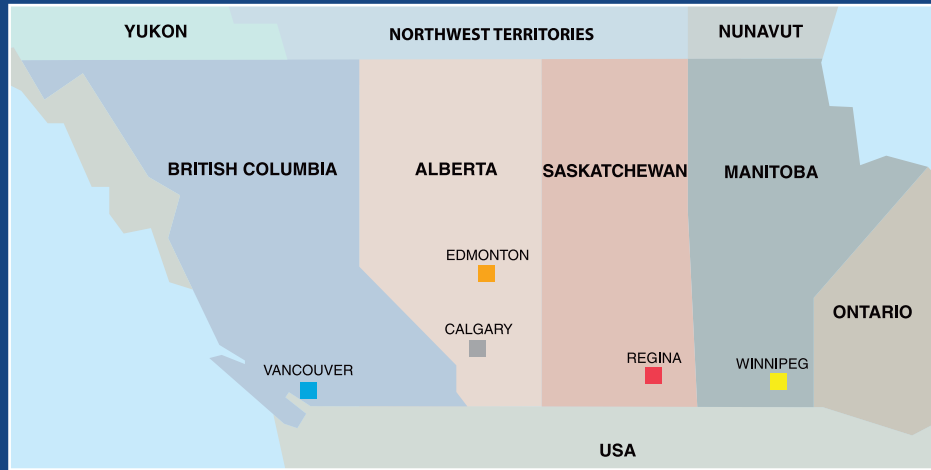 YUKON
NORTHWEST TERRITORIES
NUNAVUT
BRITISH COLUMBIA
ALBERTA
SASKATCHEWAN
MANITOBA
EDMONTON
ONTARIO
CALGARY
REGINA
WINNIPEG
VANCOUVER
USA